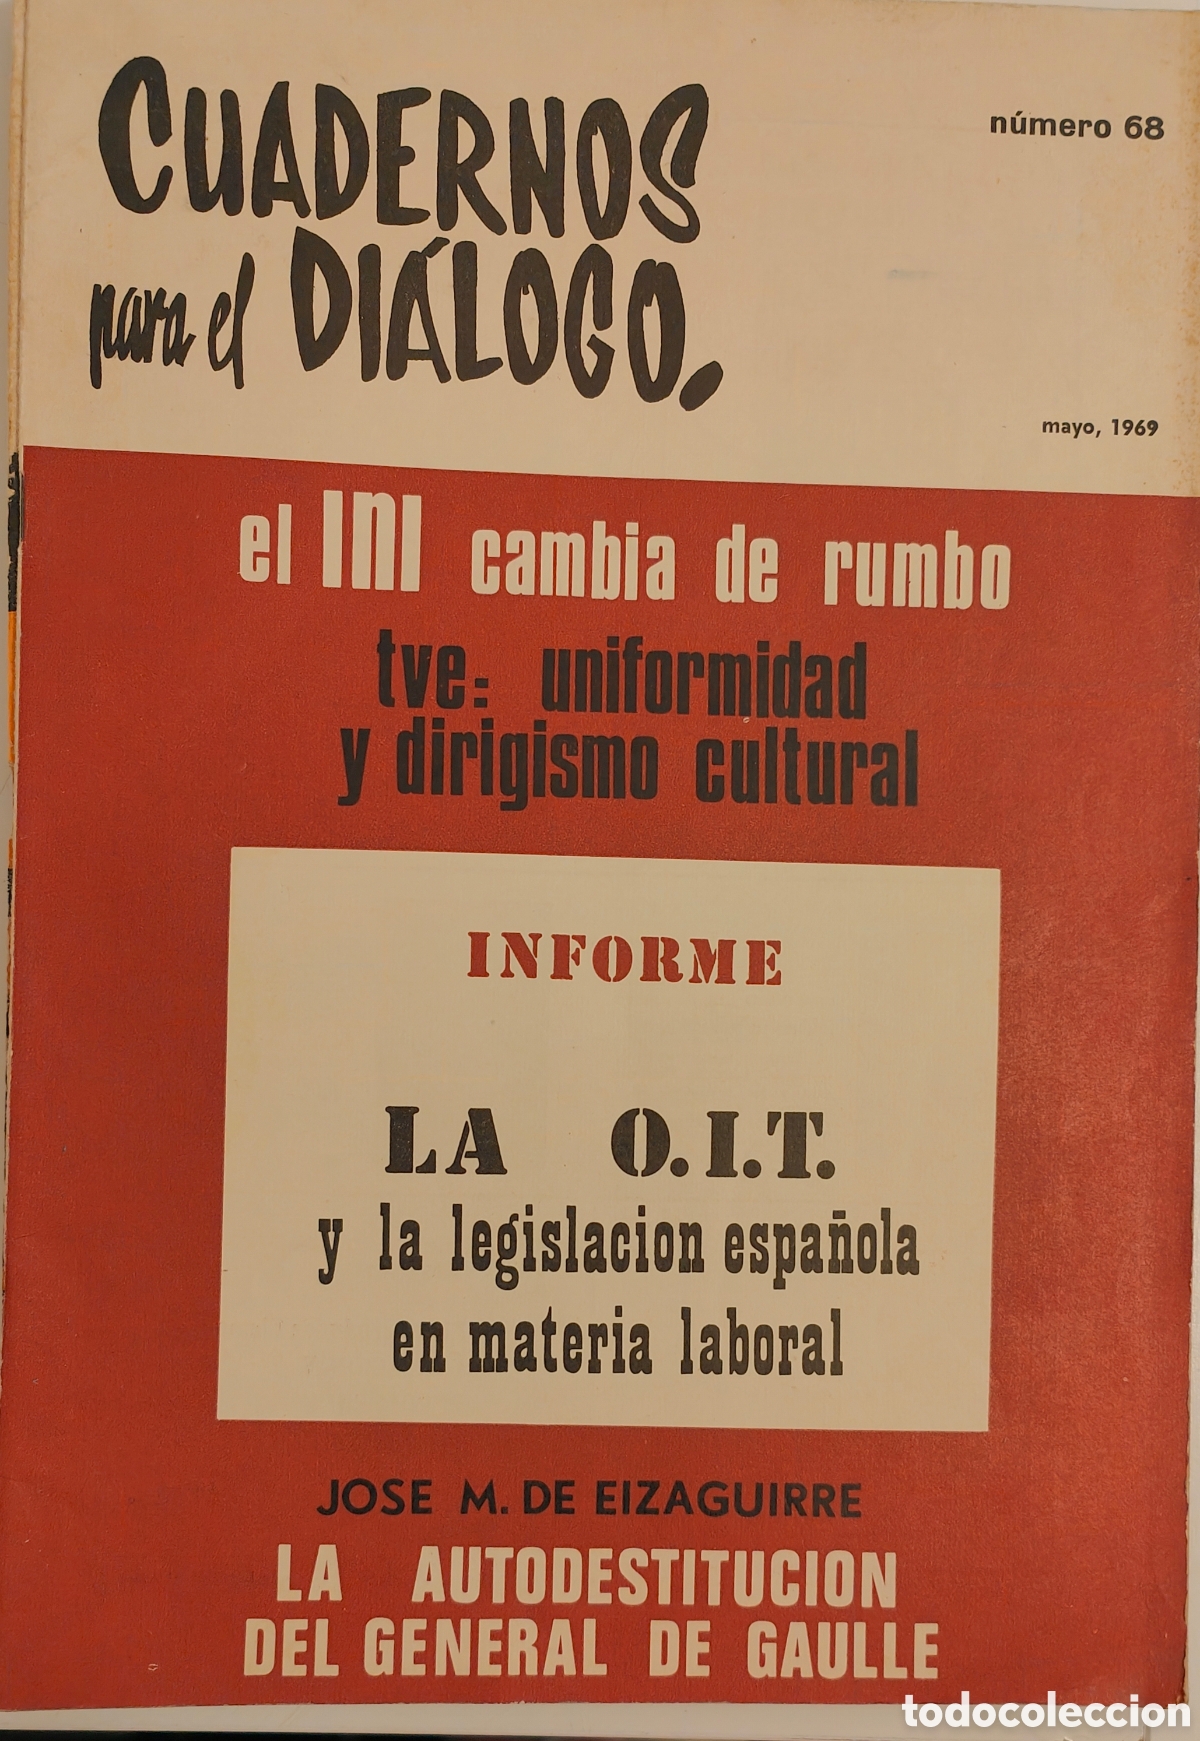 CUADERNOS
número 68
para el DIÁLOGO.
mayo, 1969
el INI cambia de rumbo
tve: uniformidad
y dirigismo cultural
INFORME
LA O.I.T.
y la legislacion española
en materia laboral
JOSE M. DE EIZAGUIRRE
LA AUTODESTITUCION
DEL GENERAL DE GAULLE
todocoleccion